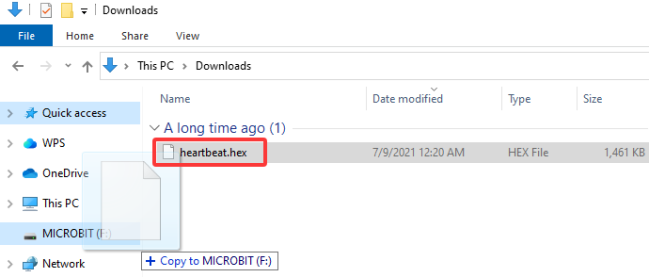 Downloads
File Home Share View
This PC > Downloads
Name Date modified Type Size
Quick access
A long time ago (1)
WPS
heartbeat.hex 7/9/2021 12:20 AM HEX File 1,461 KB
OneDrive
This PC
MICROBIT (F:)
Network
+ Copy to MICROBIT (F:)